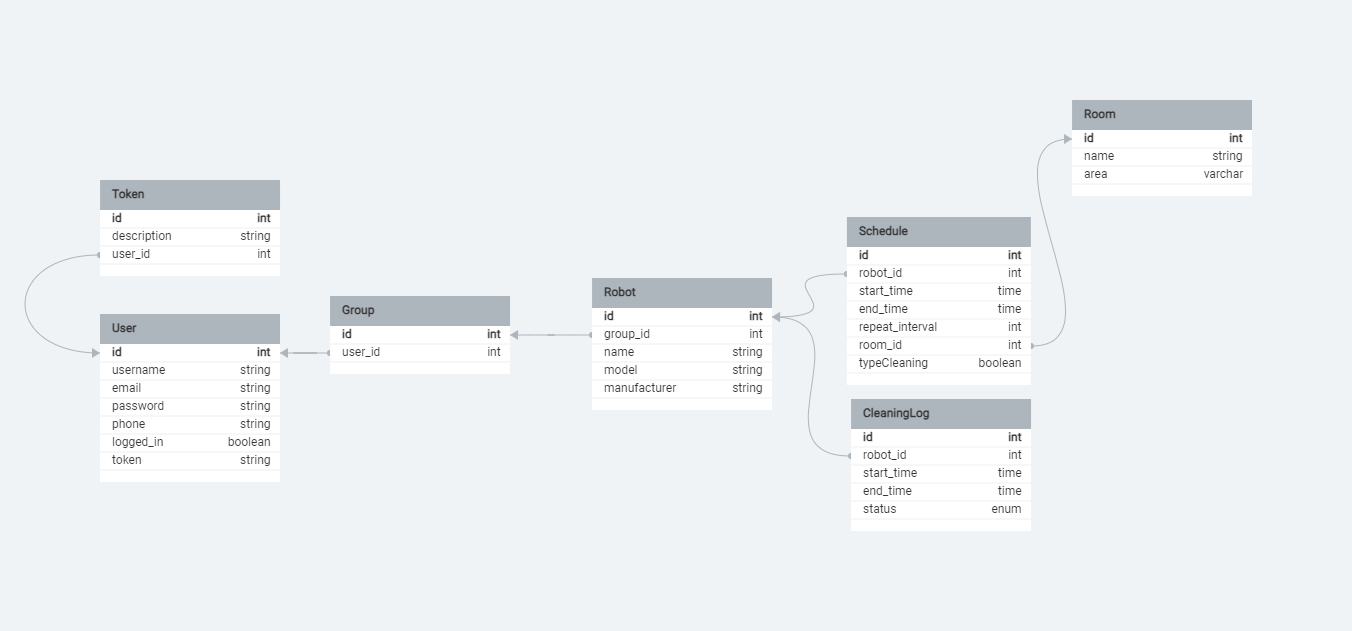 Token
id int
description string
user_id int
User
id int
username string
email string
password string
phone string
logged_in boolean
token string
Group
id int
user_id int
Robot
id int
group_id int
name string
model string
manufacturer string
Schedule
id int
robot_id int
start_time time
end_time time
repeat_interval int
room_id int
typeCleaning boolean
CleaningLog
id int
robot_id int
start_time time
end_time time
status enum
Room
id int
name string
area varchar